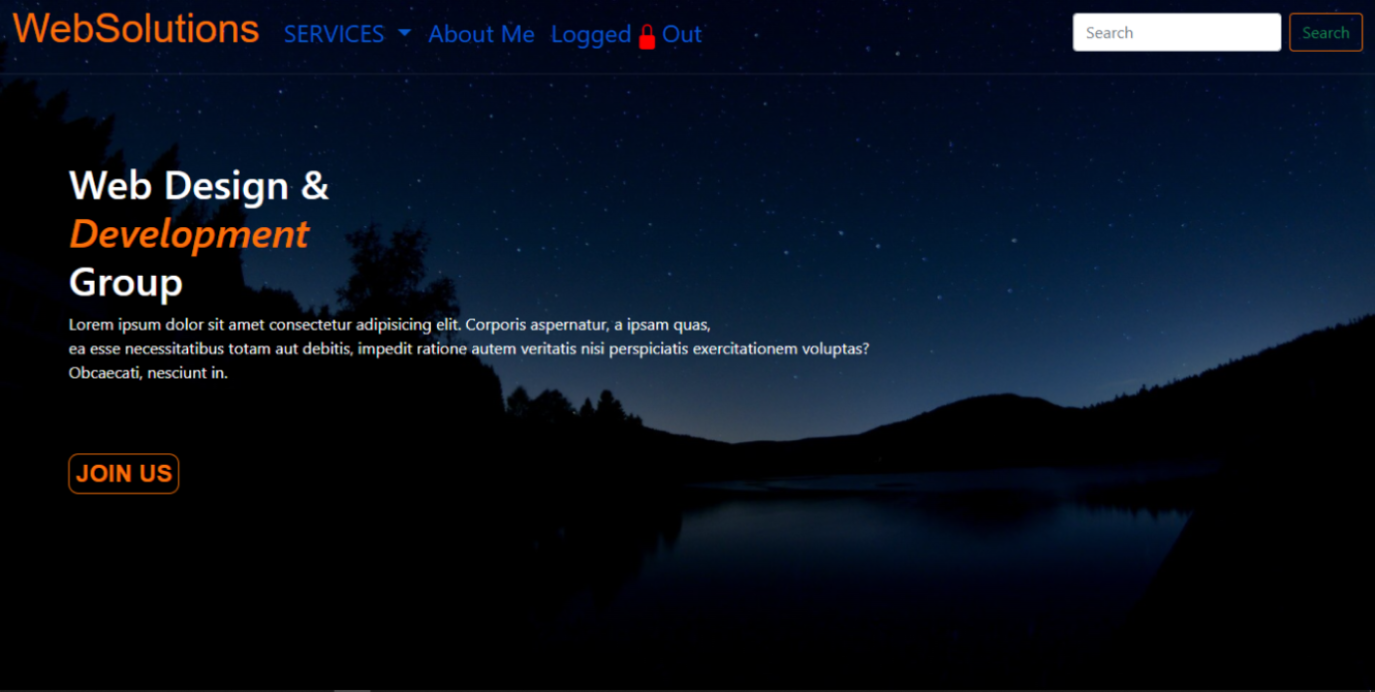 WebSolutions SERVICES About Me Logged Out Search Search
Web Design &
Development
Group
Lorem ipsum dolor sit amet consectetur adipisicing elit. Corporis aspernatur, a ipsam quas,
ea esse necessitatibus totam aut debitis, impedit ratione autem veritatis nisi perspiciatis exercitationem voluptas?
Obcaecati, nesciunt in.
JOIN US